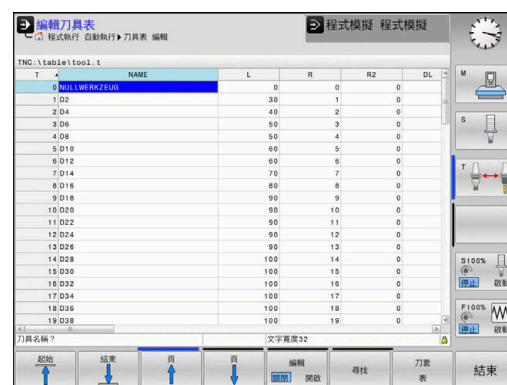 編輯刀具表
程式執行 自動執行▶刀具表 編輯
程式模擬 程式模擬
TNC:\table\tool.t
T NAME L R R2 DL
0 NULLWERKZEUG 0 0 0
1 D2 30 1 0
2 D4 40 2 0
3 D6 50 3 0
4 D8 50 4 0
5 D10 60 5 0
6 D12 60 6 0
7 D14 70 7 0
8 D16 80 8 0
9 D18 90 9 0
10 D20 90 10 0
11 D22 90 11 0
12 D24 90 12 0
13 D26 90 13 0
14 D28 100 14 0
15 D30 100 15 0
16 D32 100 16 0
17 D34 100 17 0
18 D36 100 18 0
19 D38 100 19 0
刀具名稱? 文字寬度32
M
S
T
S100%
停止 啟動
F100%
停止 啟動
起始
結束
頁
頁
編輯
關閉 開啟
尋找
刀套
表
結束